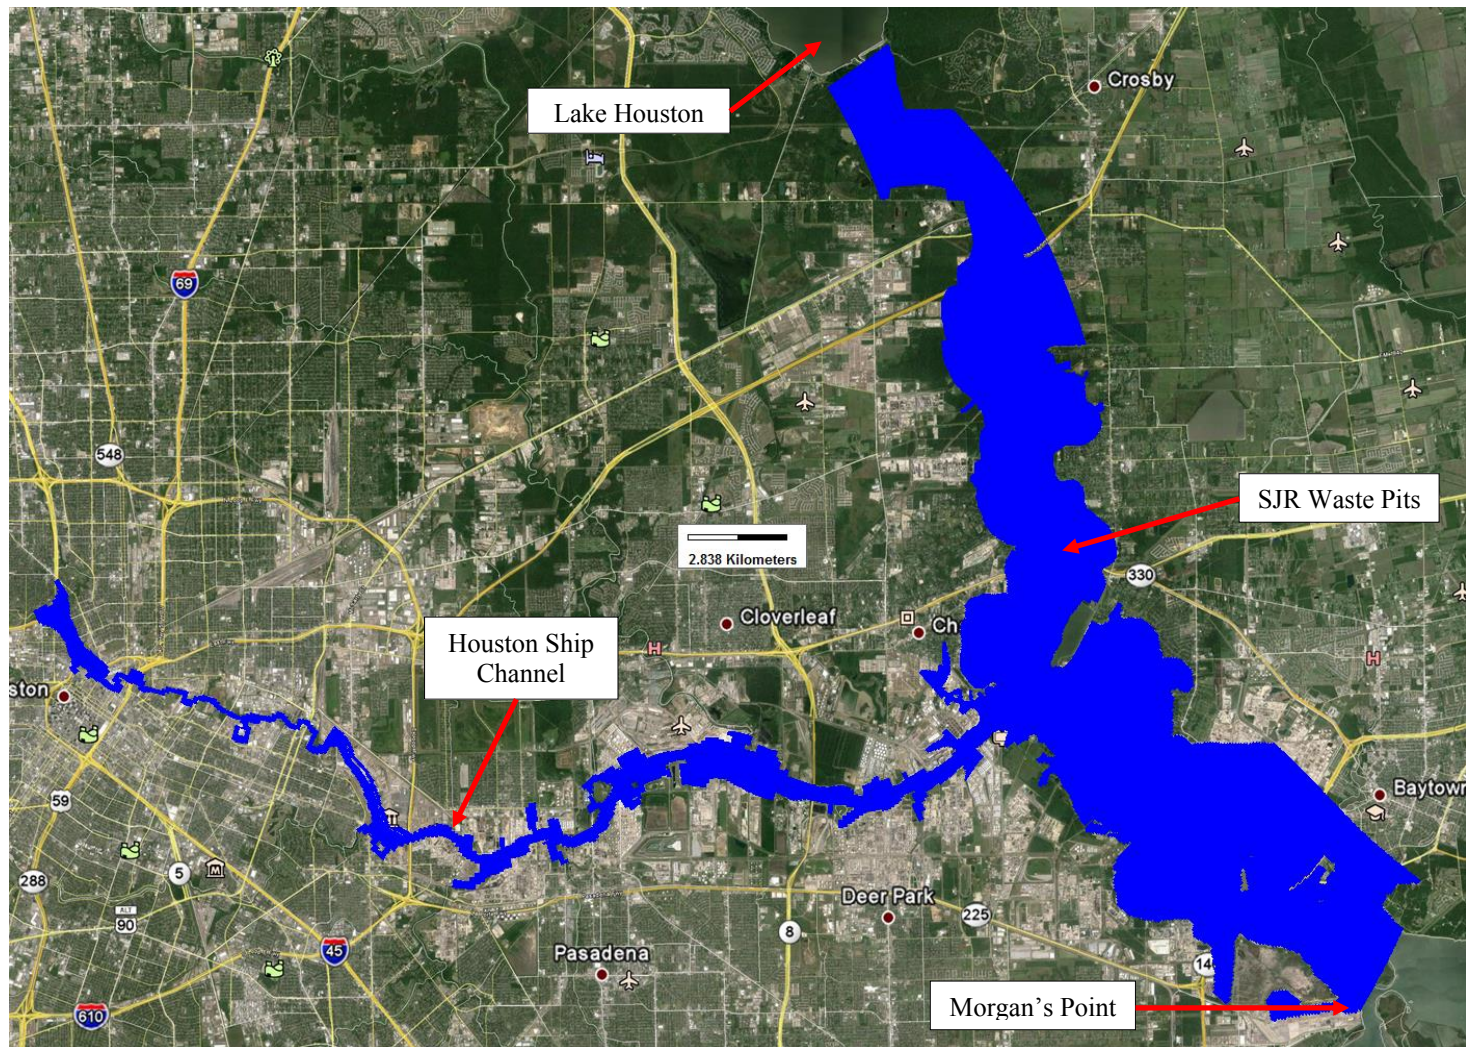 Crosby
Lake Houston
69
548
SJR Waste Pits
2.838 Kilometers
330
Cloverleaf
Ch
Houston Ship
Channel
ston
59
Baytown
5
288
ALT
90
M
Deer Park
225
8
45
Pasadena
14
Morgan's Point
610